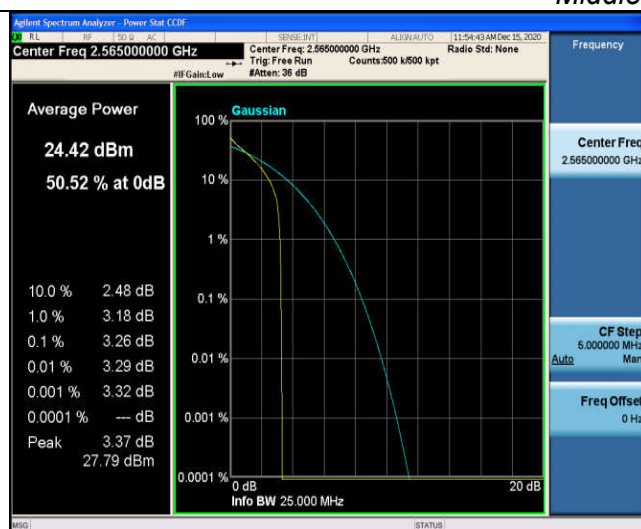 Agilent Spectrum Analyzer - Power Stat CCDF
RL RF 50 Ω AC SENSE:INT ALIGN AUTO 11:54:43 AM Dec 15, 2020
Center Freq 2.565000000 GHz
Center Freq: 2.565000000 GHz Radio Std: None
Trig: Free Run Counts:500 k/500 kpt
#IFGain:Low #Atten: 36 dB
Frequency
Average Power
24.42 dBm
50.52 % at 0dB
10.0 % 2.48 dB
1.0 % 3.18 dB
0.1 % 3.26 dB
0.01 % 3.29 dB
0.001 % 3.32 dB
0.0001 % --- dB
Peak 3.37 dB
27.79 dBm
Gaussian
100 %
10 %
1 %
0.1 %
0.01 %
0.001 %
0.0001 %
0 dB 20 dB
Info BW 25.000 MHz
Center Freq
2.565000000 GHz
CF Step
5.000000 MHz
Auto Man
Freq Offset
0 Hz
MSG STATUS